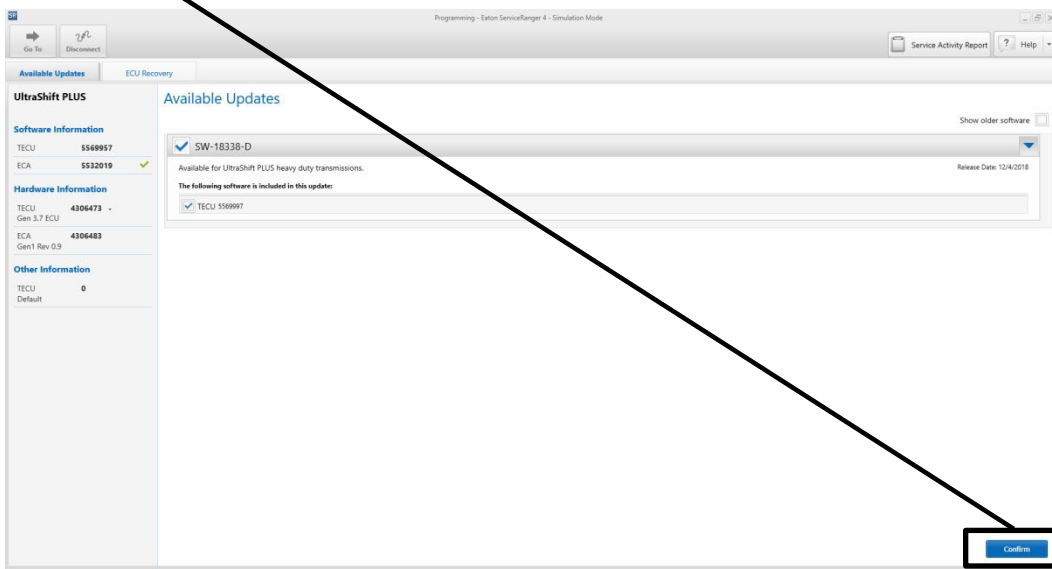 SR
Programming - Eaton ServiceRanger 4 - Simulation Mode
Go To
Disconnect
Service Activity Report
? Help
Available Updates
ECU Recovery
UltraShift PLUS
Available Updates
Show older software
Software Information
TECU 5569957
ECA 5532019
SW-18338-D
Available for UltraShift PLUS heavy duty transmissions.
Release Date: 12/4/2018
The following software is included in this update:
TECU 5569997
Hardware Information
TECU 4306473 -
Gen 3.7 ECU
ECA 4306483
Gen1 Rev 0.9
Other Information
TECU 0
Default
Confirm